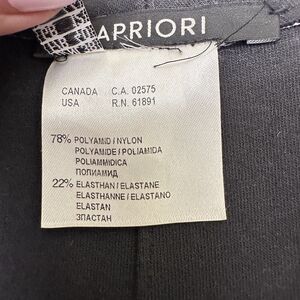 APRIORI
CANADA C.A. 02575
USA R.N. 61891
78% POLYAMID / NYLON
POLYAMIDE / POLIAMIDA
POLIAMMIDICA
ПОЛИАМИД
22% ELASTHAN / ELASTANE
ELASTHANNE / ELASTANO
ELASTAN
ЭЛАСТАН